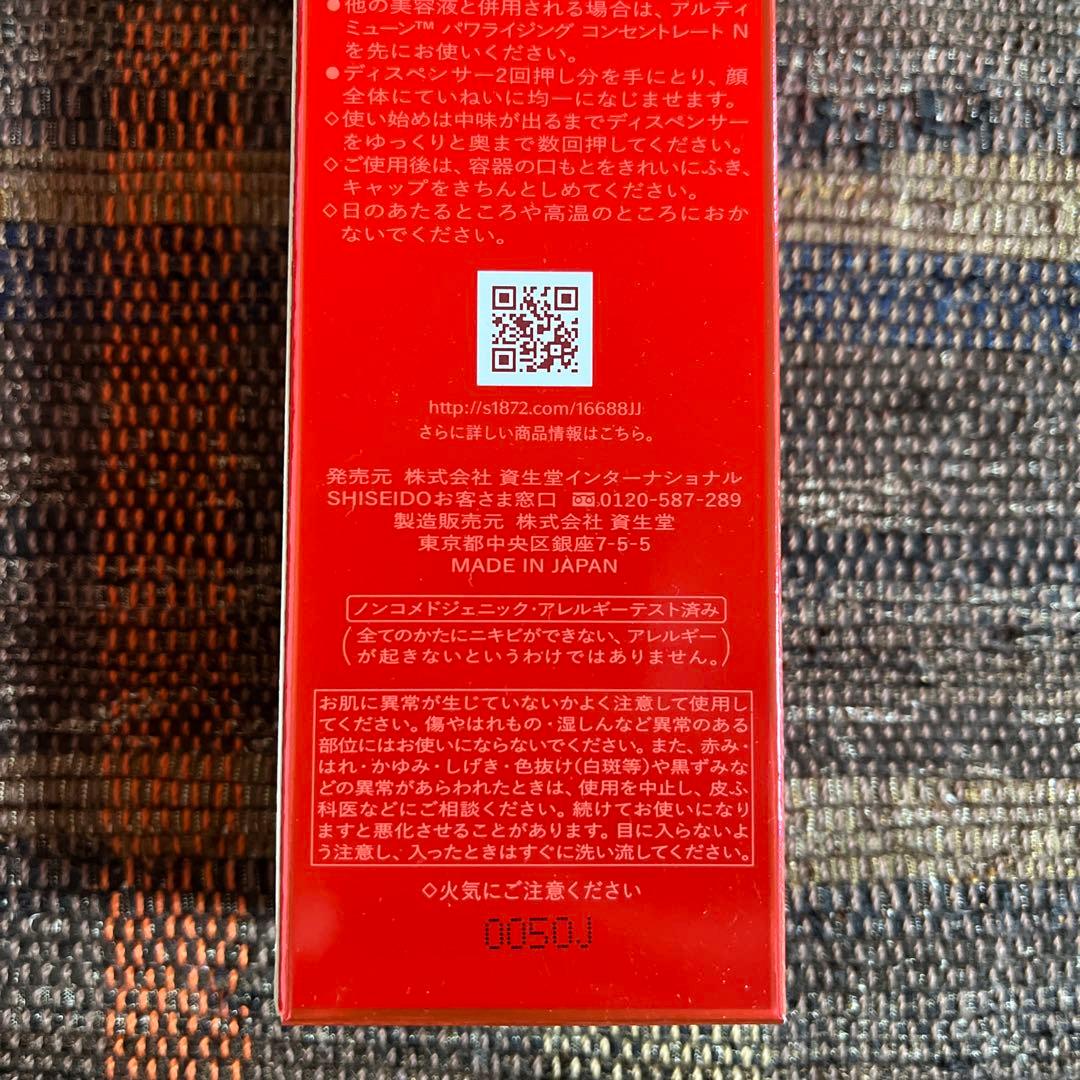 ●他の美容液と併用される場合は、アルティ
ミューン™ パワライジング コンセントレート N
を先にお使いください。
●ディスペンサー2回押し分を手にとり、顔
全体にていねいに均一になじませます。
◇使い始めは中味が出るまでディスペンサー
をゆっくりと奥まで数回押してください。
◇ご使用後は、容器の口もとをきれいにふき、
キャップをきちんとしめてください。
◇日のあたるところや高温のところにおか
ないでください。
http://s1872.com/16688JJ
さらに詳しい商品情報はこちら。
発売元 株式会社 資生堂インターナショナル
SHISEIDOお客さま窓口 0120-587-289
製造販売元 株式会社 資生堂
東京都中央区銀座7-5-5
MADE IN JAPAN
ノンコメドジェニック・アレルギーテスト済み
(全てのかたにニキビができない、アレルギー
が起きないというわけではありません。)
お肌に異常が生じていないかよく注意して使用し
てください。傷やはれもの・湿しんなど異常のある
部位にはお使いにならないでください。また、赤み・
はれ・かゆみ・しげき・色抜け(白斑等)や黒ずみな
どの異常があらわれたときは、使用を中止し、皮ふ
科医などにご相談ください。続けてお使いになり
ますと悪化させることがあります。目に入らないよ
う注意し、入ったときはすぐに洗い流してください。
◇火気にご注意ください
0050J